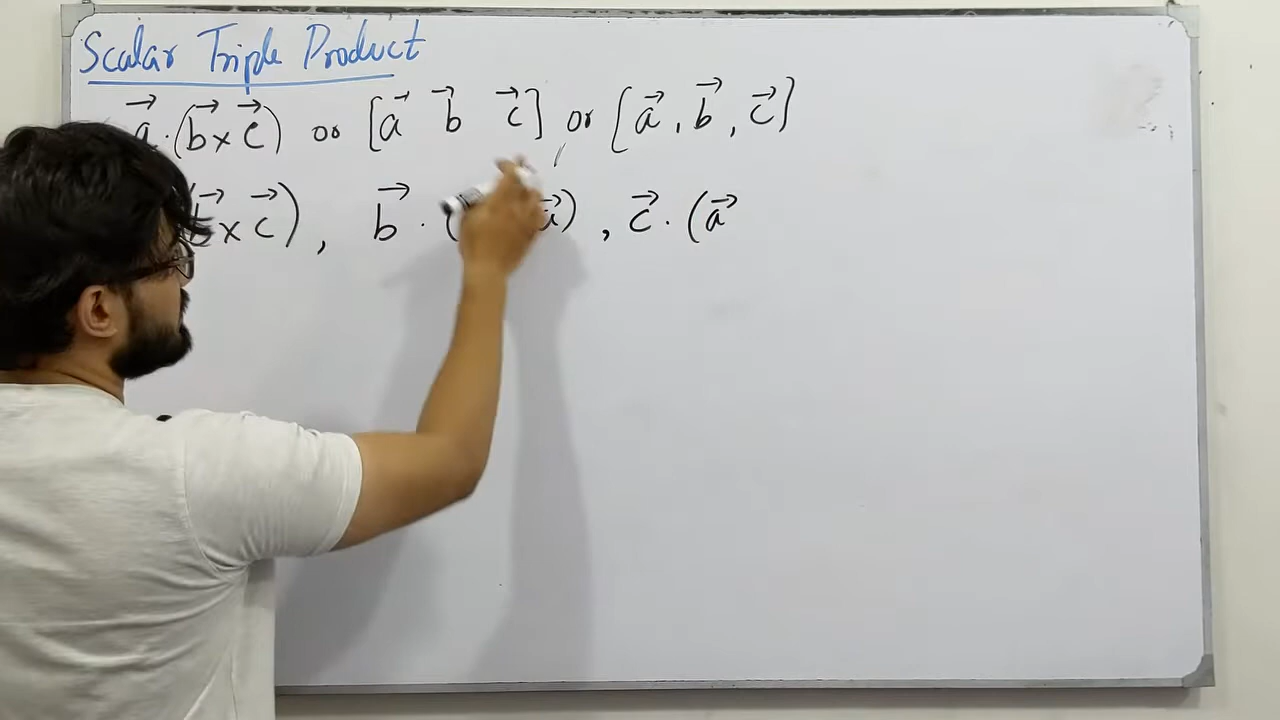 Scalar Triple Product
a⃗ · (b⃗ × c⃗) or [a⃗ b⃗ c⃗] or [a⃗, b⃗, c⃗]
b⃗ × c⃗), b⃗ · ( a⃗), c⃗ · (a⃗